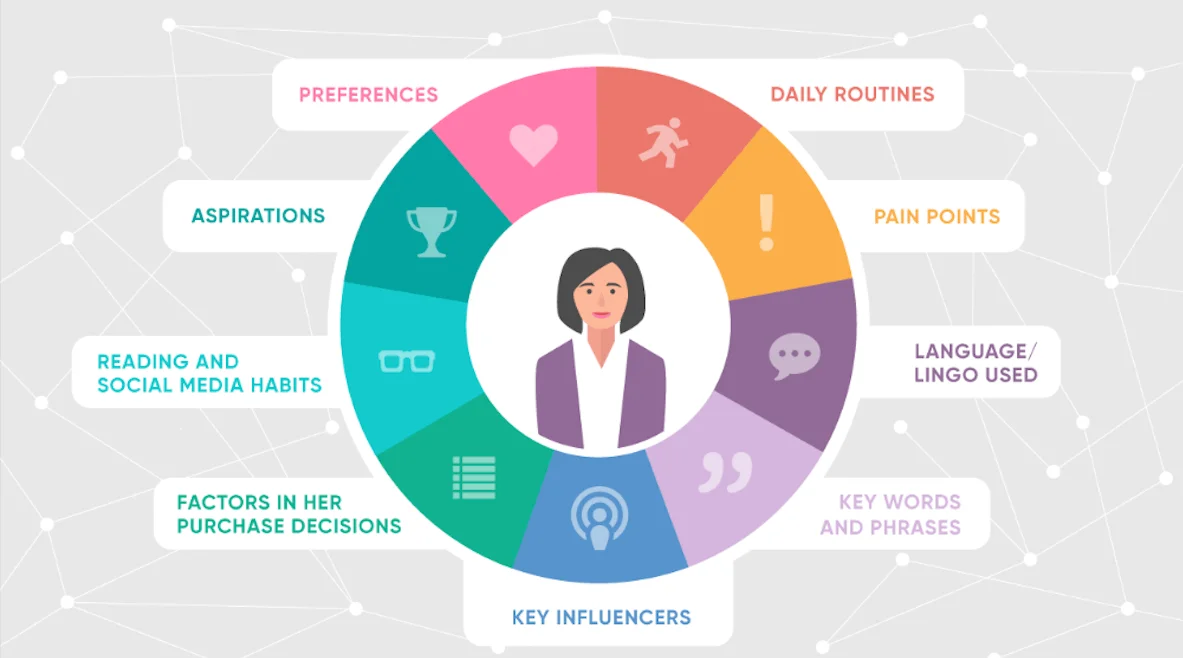 PREFERENCES
DAILY ROUTINES
ASPIRATIONS
PAIN POINTS
READING AND
SOCIAL MEDIA HABITS
LANGUAGE/
LINGO USED
FACTORS IN HER
PURCHASE DECISIONS
KEY WORDS
AND PHRASES
KEY INFLUENCERS